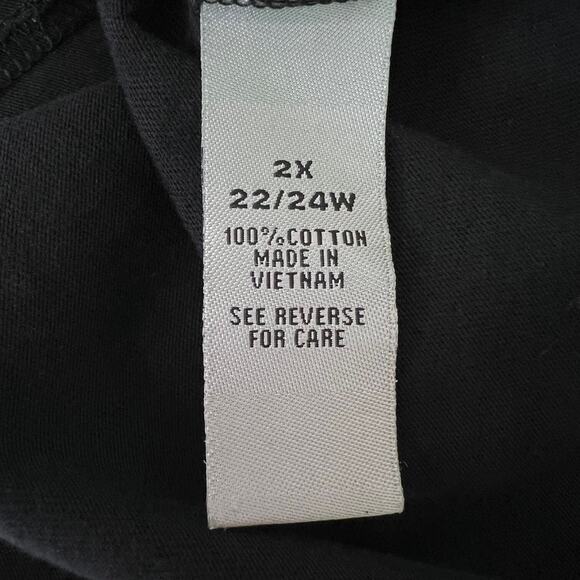 2X
22/24W
100% COTTON
MADE IN
VIETNAM
SEE REVERSE
FOR CARE